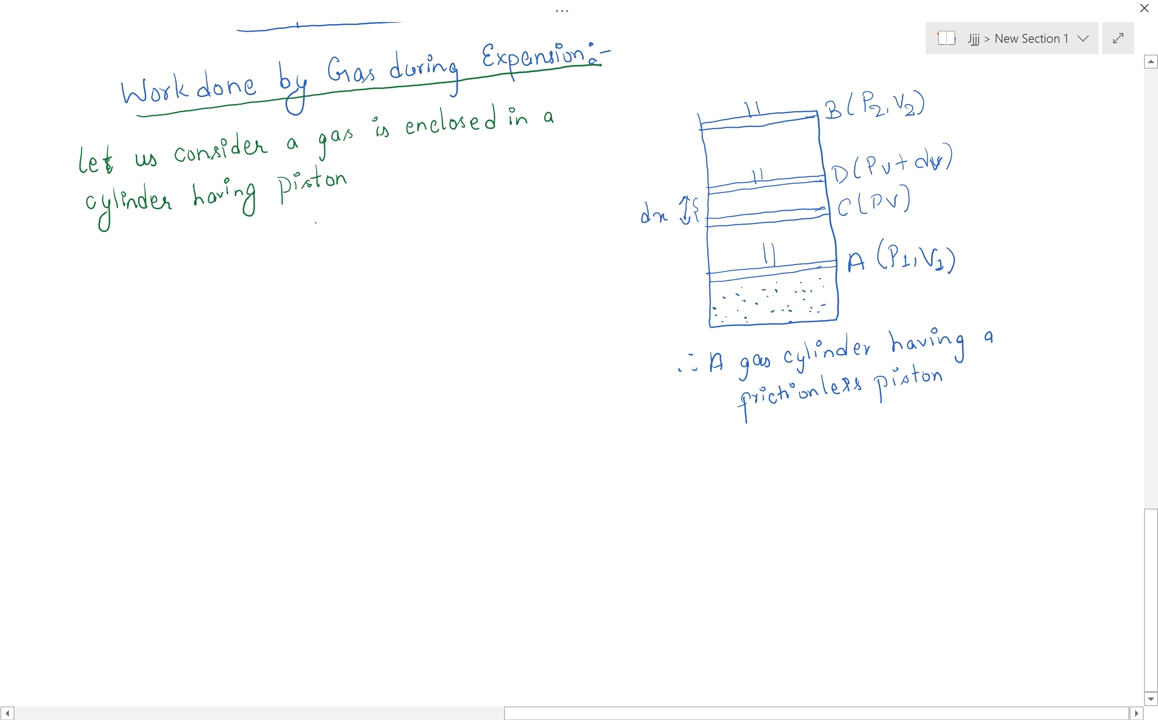 ...
Jjjj > New Section 1
Work done by Gas during Expansion:-
Let us consider a gas is enclosed in a
cylinder having piston
B (P2, V2)
D (P v + dv)
dx
C (P V)
A (P1, V1)
∴ A gas cylinder having a
frictionless piston